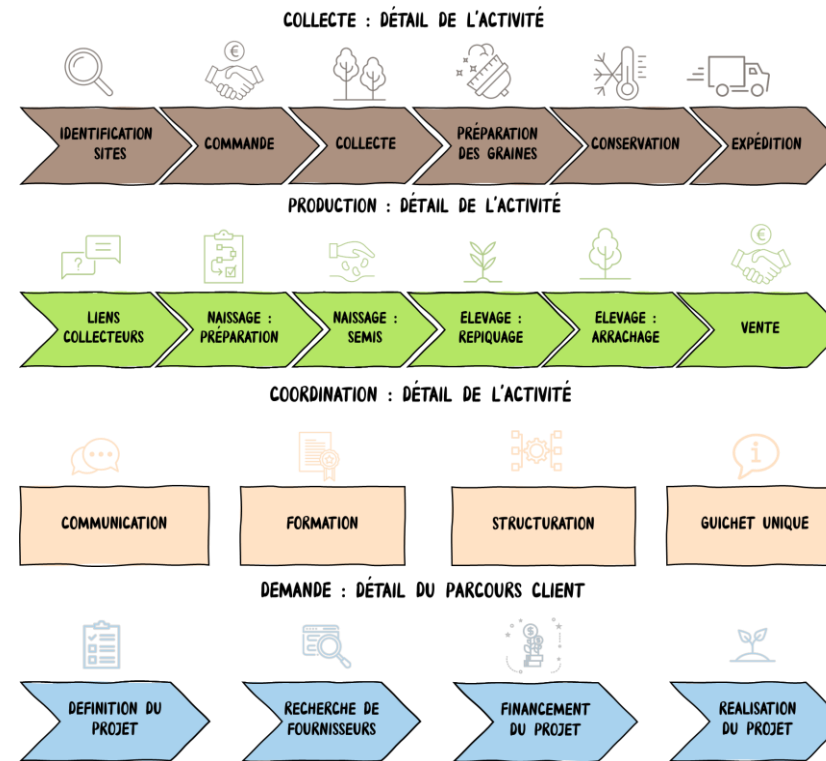 COLLECTE : DÉTAIL DE L'ACTIVITÉ
€
IDENTIFICATION
SITES
COMMANDE
COLLECTE
PRÉPARATION
DES GRAINES
CONSERVATION
EXPÉDITION
PRODUCTION : DÉTAIL DE L'ACTIVITÉ
?
€
LIENS
COLLECTEURS
NAISSAGE :
PRÉPARATION
NAISSAGE :
SEMIS
ELEVAGE :
REPIQUAGE
ELEVAGE :
ARRACHAGE
VENTE
COORDINATION : DÉTAIL DE L'ACTIVITÉ
i
COMMUNICATION
FORMATION
STRUCTURATION
GUICHET UNIQUE
DEMANDE : DÉTAIL DU PARCOURS CLIENT
$
DEFINITION DU
PROJET
RECHERCHE DE
FOURNISSEURS
FINANCEMENT
DU PROJET
REALISATION
DU PROJET